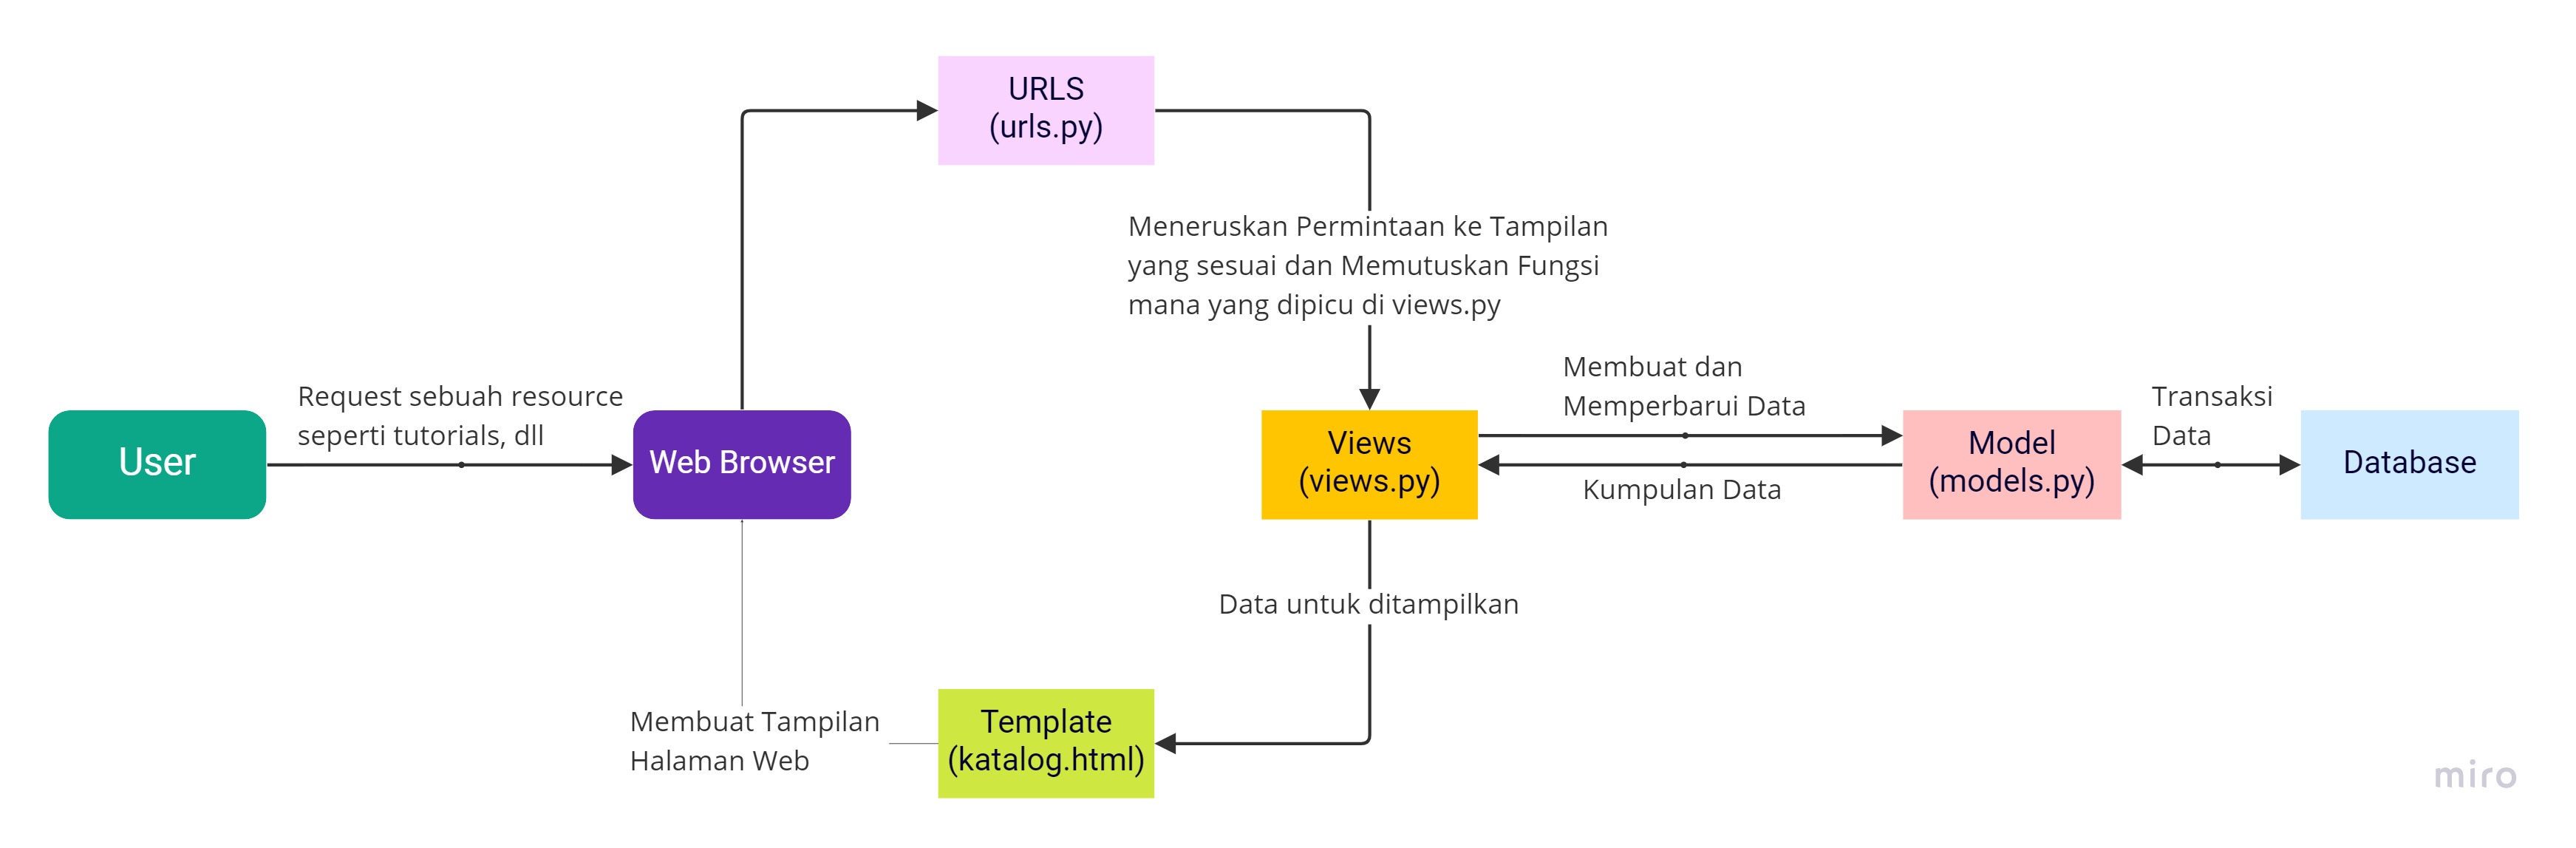 URLS
(urls.py)
Meneruskan Permintaan ke Tampilan
yang sesuai dan Memutuskan Fungsi
mana yang dipicu di views.py
Request sebuah resource
seperti tutorials, dll
User
Web Browser
Membuat dan
Memperbarui Data
Views
(views.py)
Kumpulan Data
Model
(models.py)
Transaksi
Data
Database
Data untuk ditampilkan
Membuat Tampilan
Halaman Web
Template
(katalog.html)
miro